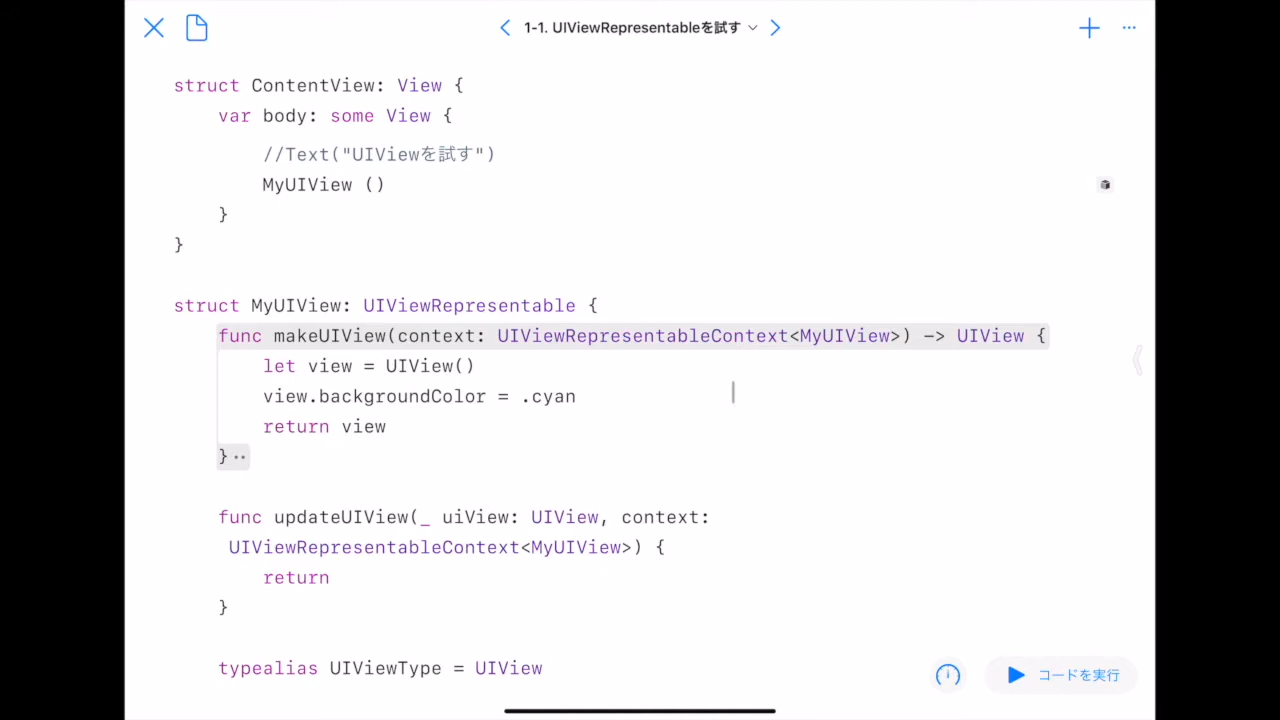 1-1. UIViewRepresentableを試す
struct ContentView: View {
var body: some View {
//Text("UIViewを試す")
MyUIView ()
}
}
struct MyUIView: UIViewRepresentable {
func makeUIView(context: UIViewRepresentableContext<MyUIView>) -> UIView {
let view = UIView()
view.backgroundColor = .cyan
return view
}
func updateUIView(_ uiView: UIView, context:
UIViewRepresentableContext<MyUIView>) {
return
}
typealias UIViewType = UIView
コードを実行